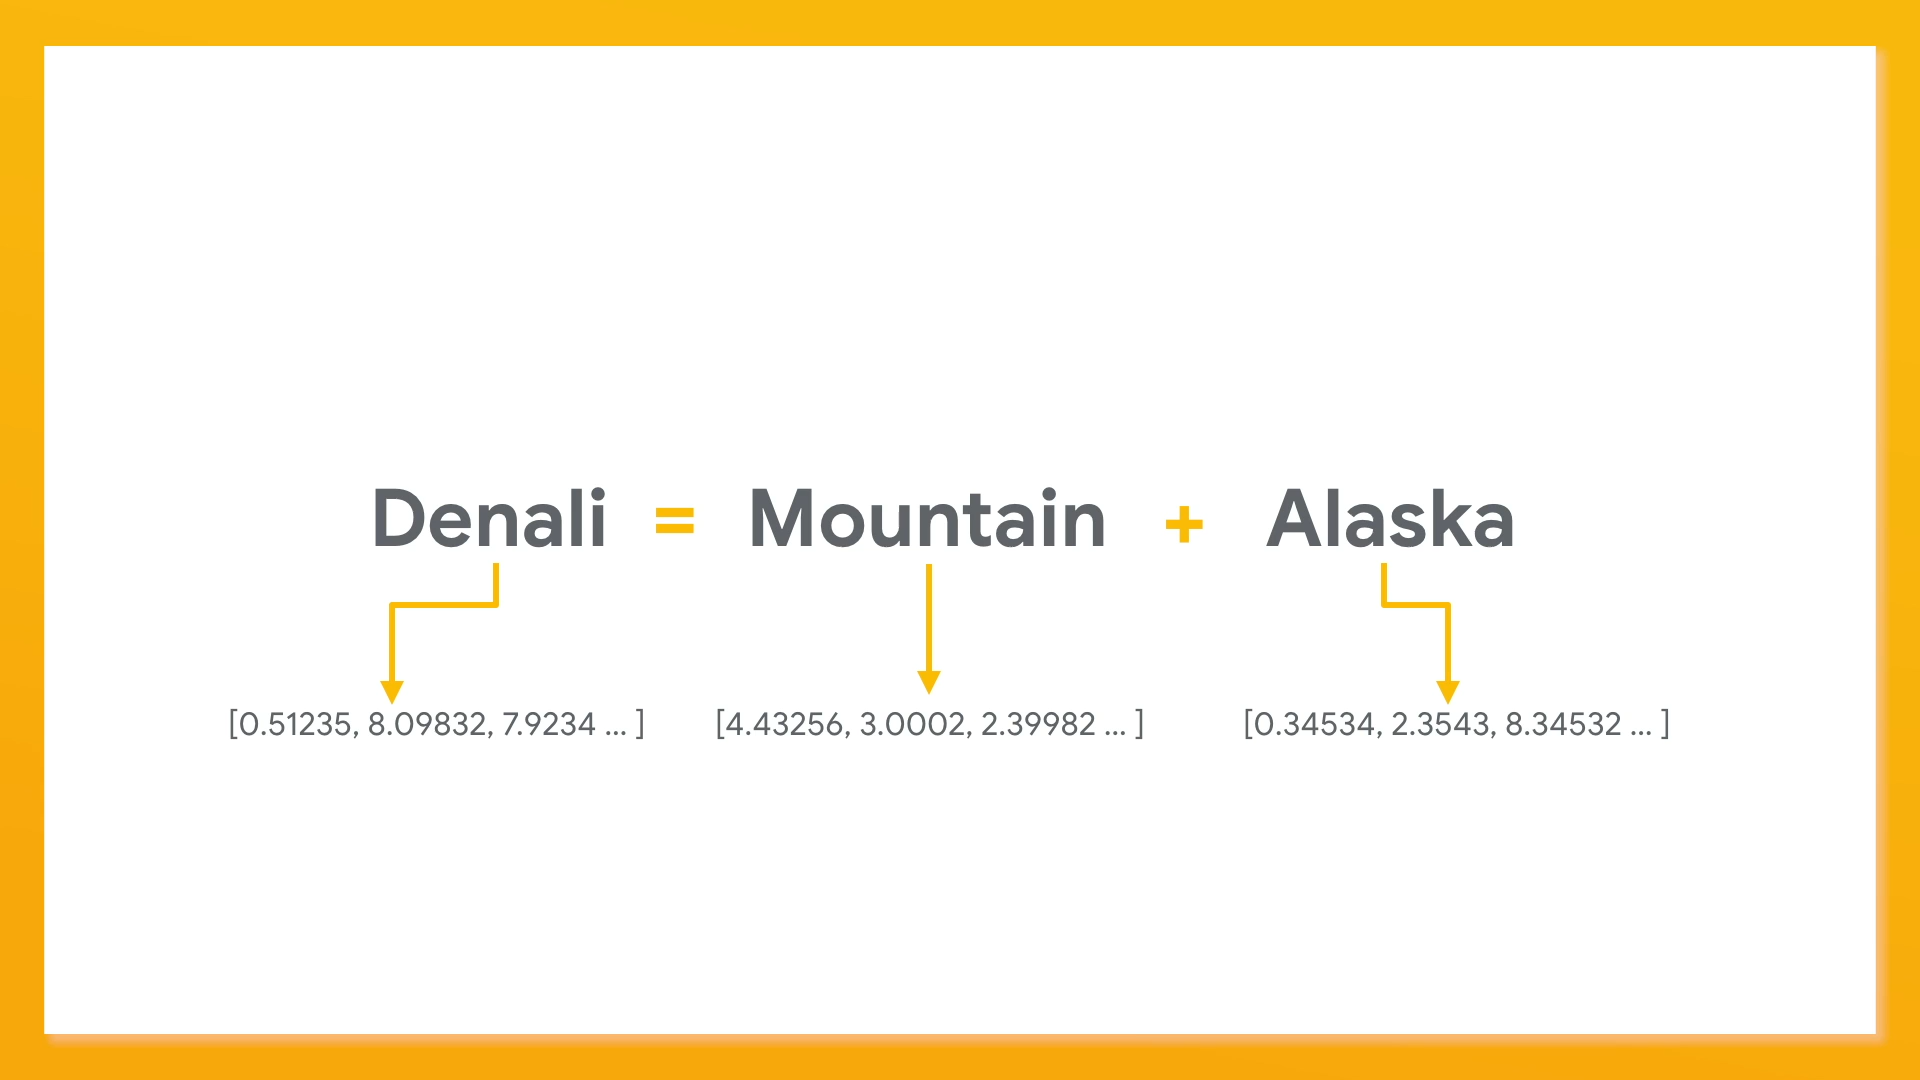 Denali = Mountain + Alaska
[0.51235, 8.09832, 7.9234 ... ] [4.43256, 3.0002, 2.39982 ... ] [0.34534, 2.3543, 8.34532 ... ]